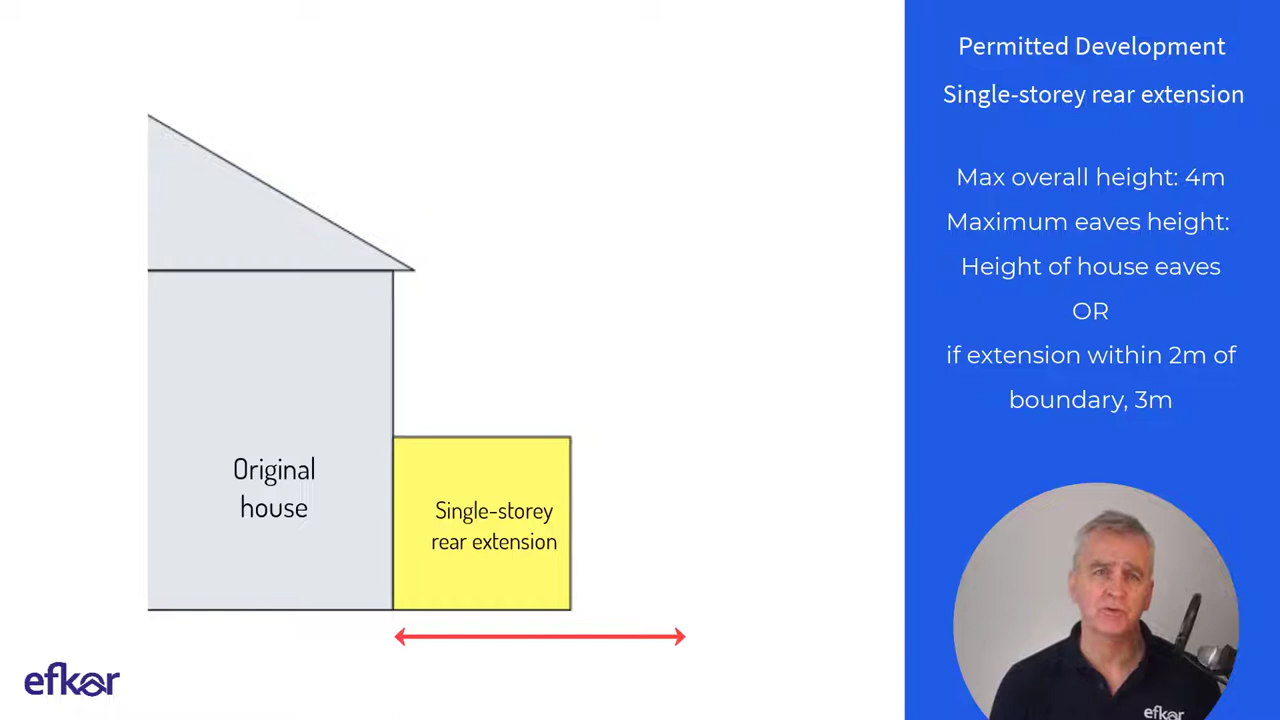 Permitted Development
Single-storey rear extension
Max overall height: 4m
Maximum eaves height:
Height of house eaves
OR
if extension within 2m of
boundary, 3m
Original
house
Single-storey
rear extension
efkor
efkor